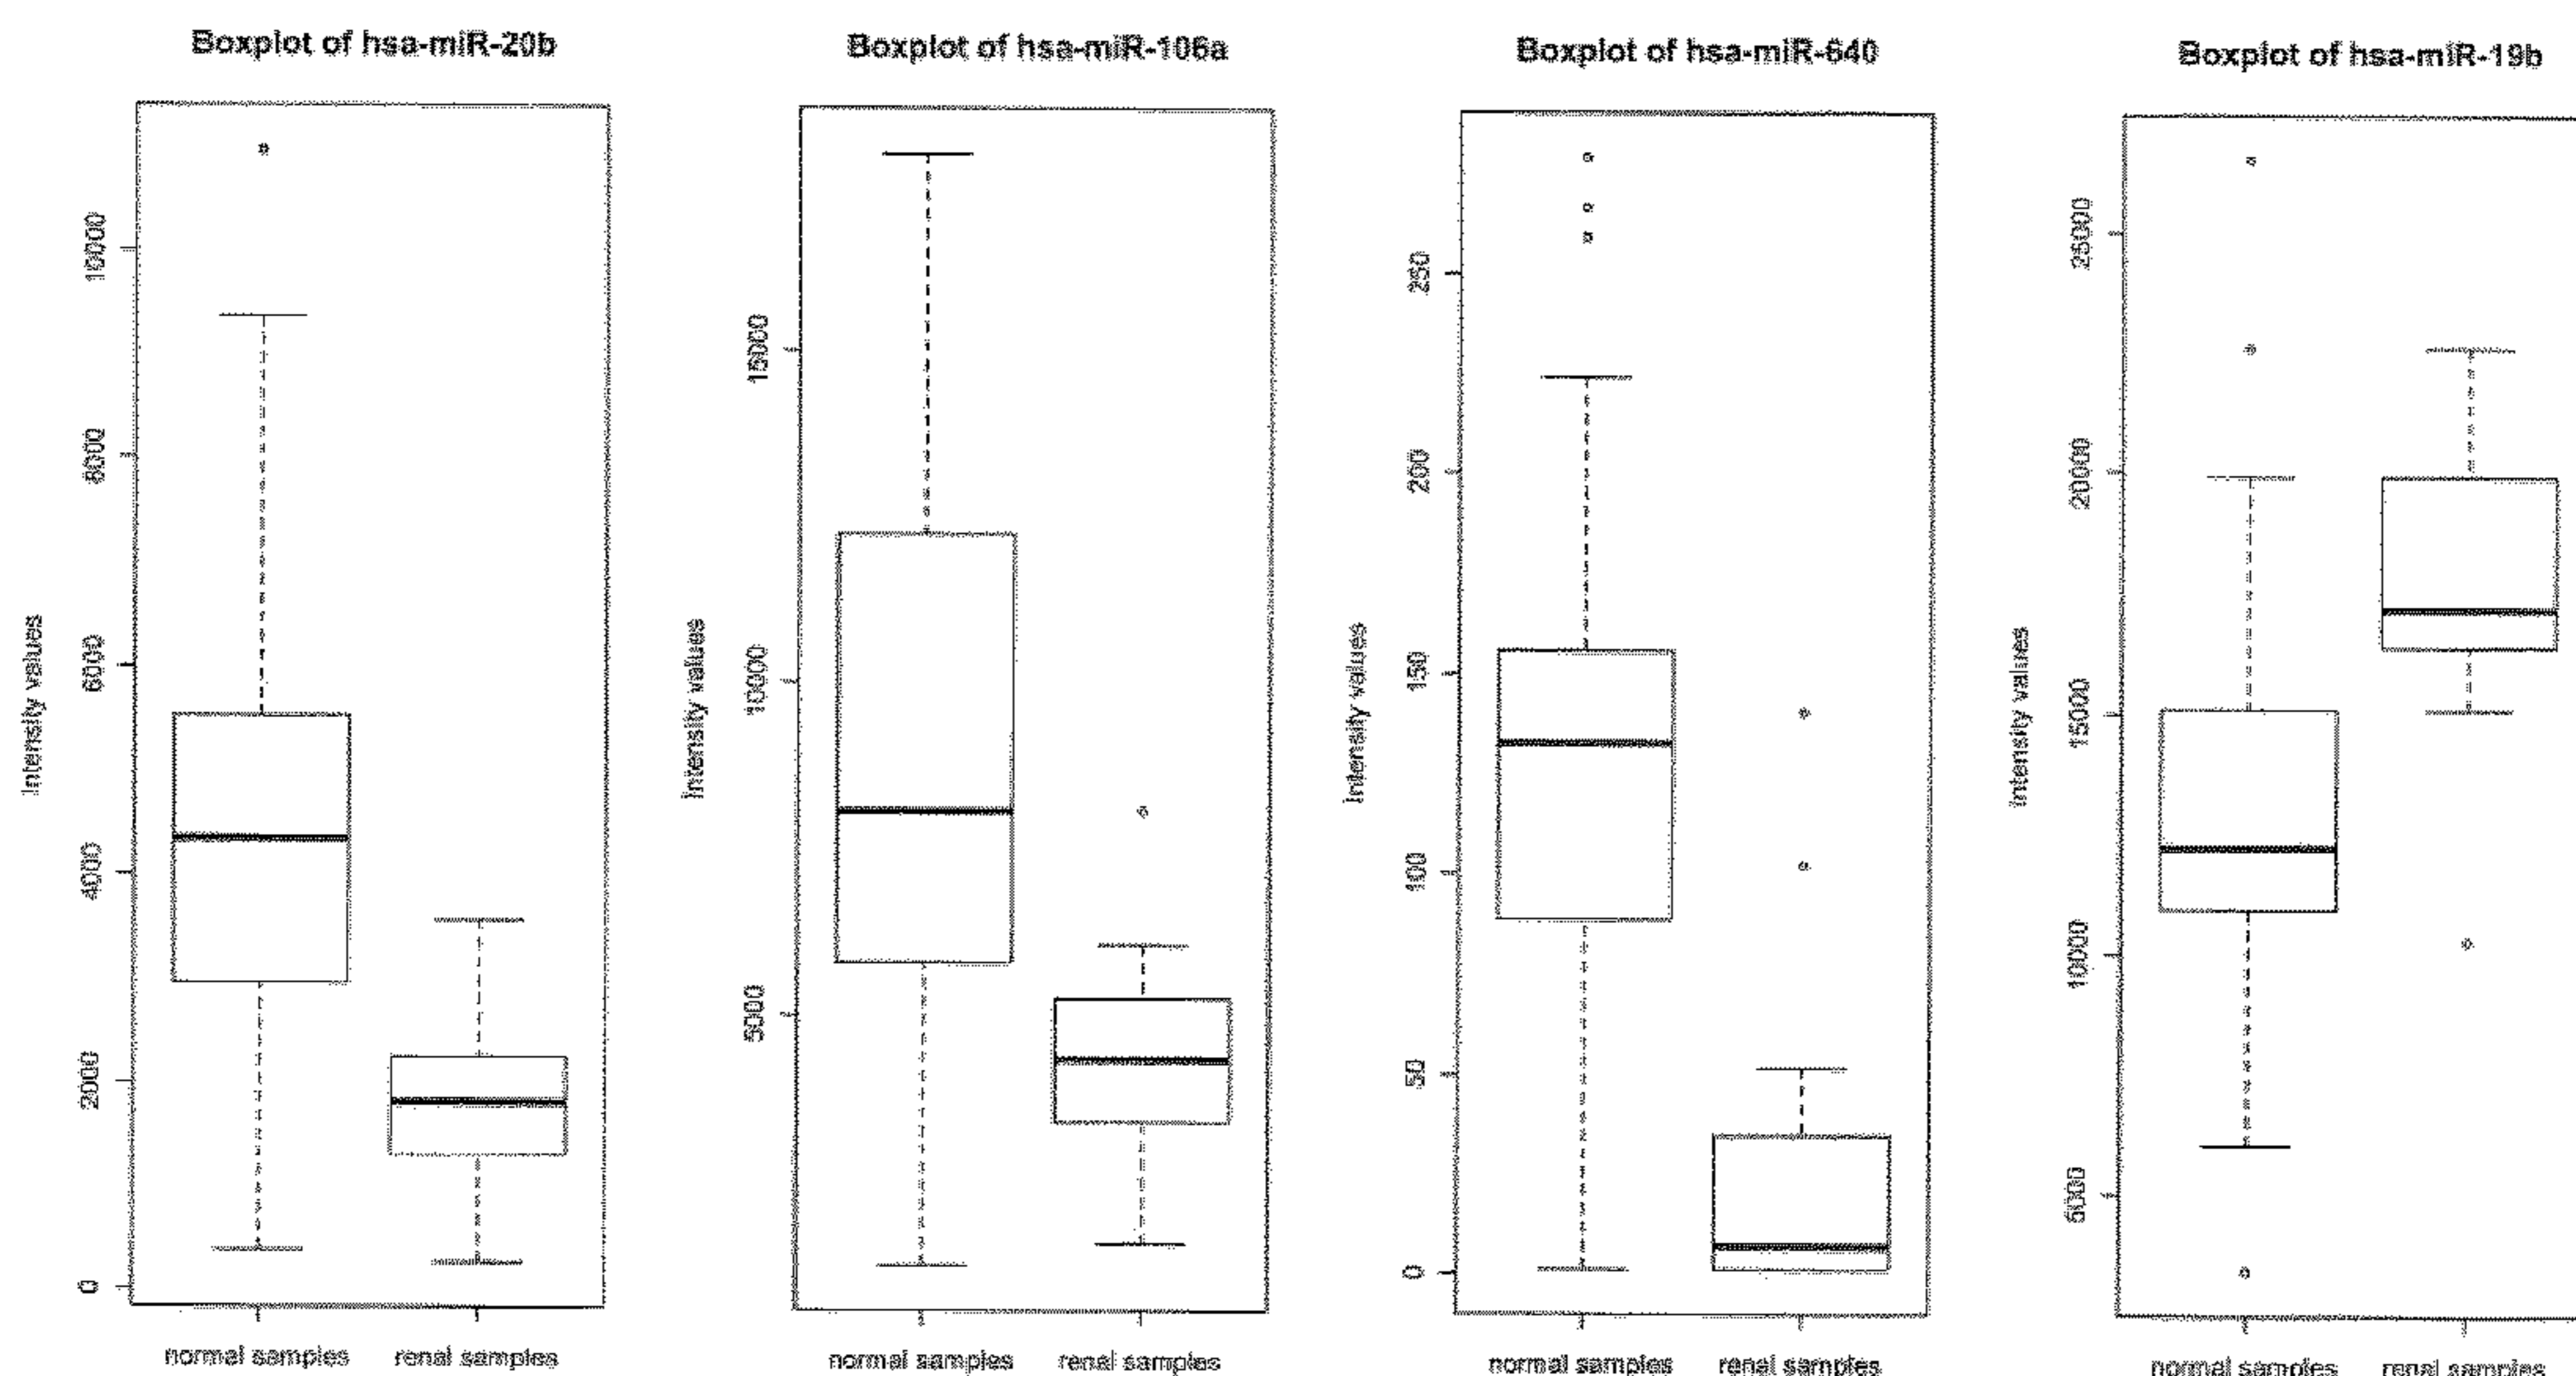 Boxplot of hsa-miR-20b
Intensity values
10000
8000
6000
4000
2000
0
normal samples
renal samples
Boxplot of hsa-miR-106a
Intensity values
15000
10000
5000
normal samples
renal samples
Boxplot of hsa-miR-640
Intensity values
250
200
150
100
50
0
normal samples
renal samples
Boxplot of hsa-miR-19b
Intensity values
25000
20000
15000
10000
5000
normal samples
renal samples